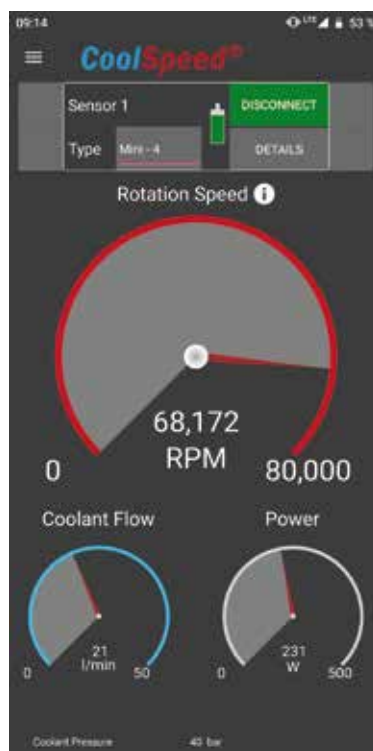 09:14 LTE 53 %
CoolSpeed®
Sensor 1 DISCONNECT
Type Mini - 4 DETAILS
Rotation Speed i
68,172
RPM
0 80,000
Coolant Flow Power
21 231
l/min W
0 50 0 500
Coolant Pressure 40 bar